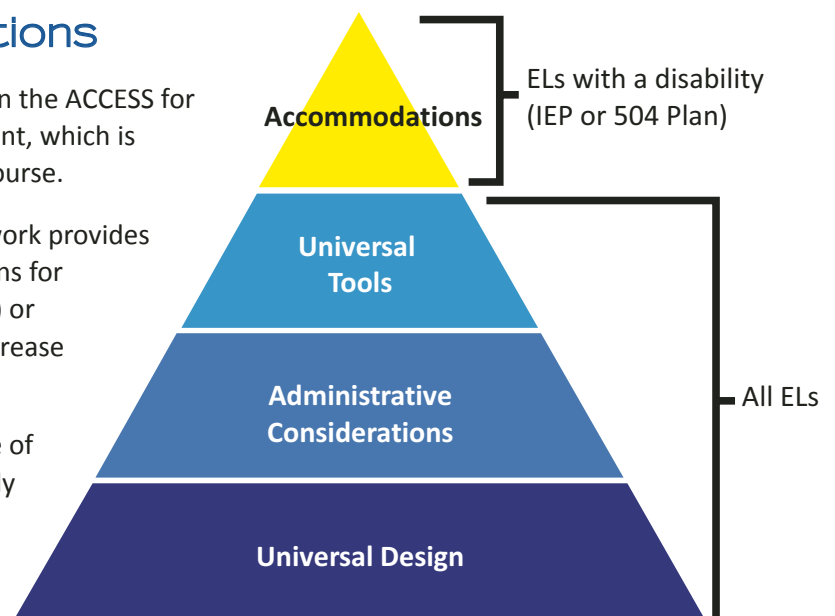 n the ACCESS for
nt, which is
ourse.
work provides
ns for
or
rease
of
Accommodations
ELs with a disability
(IEP or 504 Plan)
Universal
Tools
Administrative
Considerations
All ELs
Universal Design